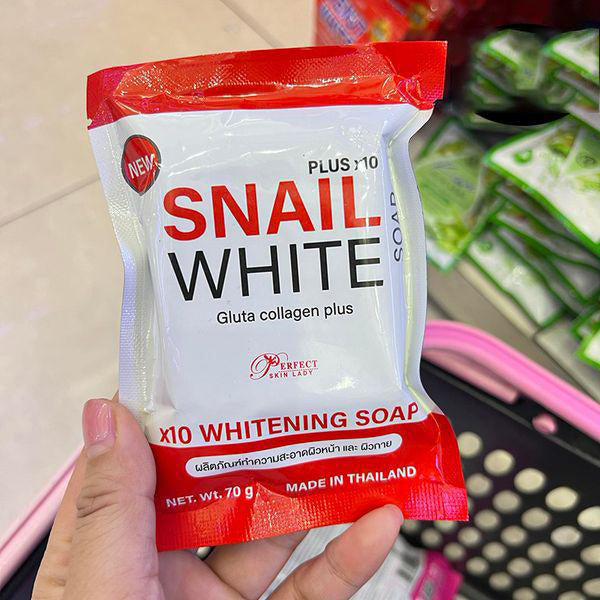 NEW
PLUS x10
SNAIL
WHITE
SOAP
Gluta collagen plus
PERFECT
SKIN LADY
x10 WHITENING SOAP
ผลิตภัณฑ์ทำความสะอาดผิวหน้า และ ผิวกาย
NET. Wt. 70 g
MADE IN THAILAND